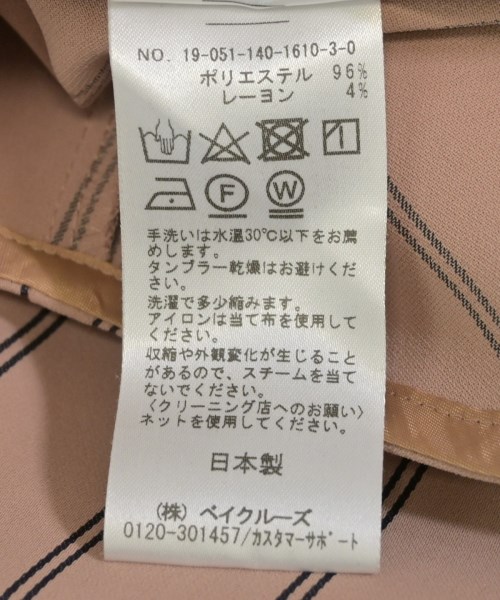 NO. 19-051-140-1610-3-0
ポリエステル 96%
レーヨン 4%
F W
手洗いは水温30℃以下をお薦
めします。
タンブラー乾燥はお避けくだ
さい。
洗濯で多少縮みます。
アイロンは当て布を使用して
ください。
収縮や外観変化が生じること
があるので、スチームを当て
ないでください。
〈クリーニング店へのお願い〉
ネットを使用してください。
日本製
(株) ベイクルーズ
0120-301457/カスタマーサポート